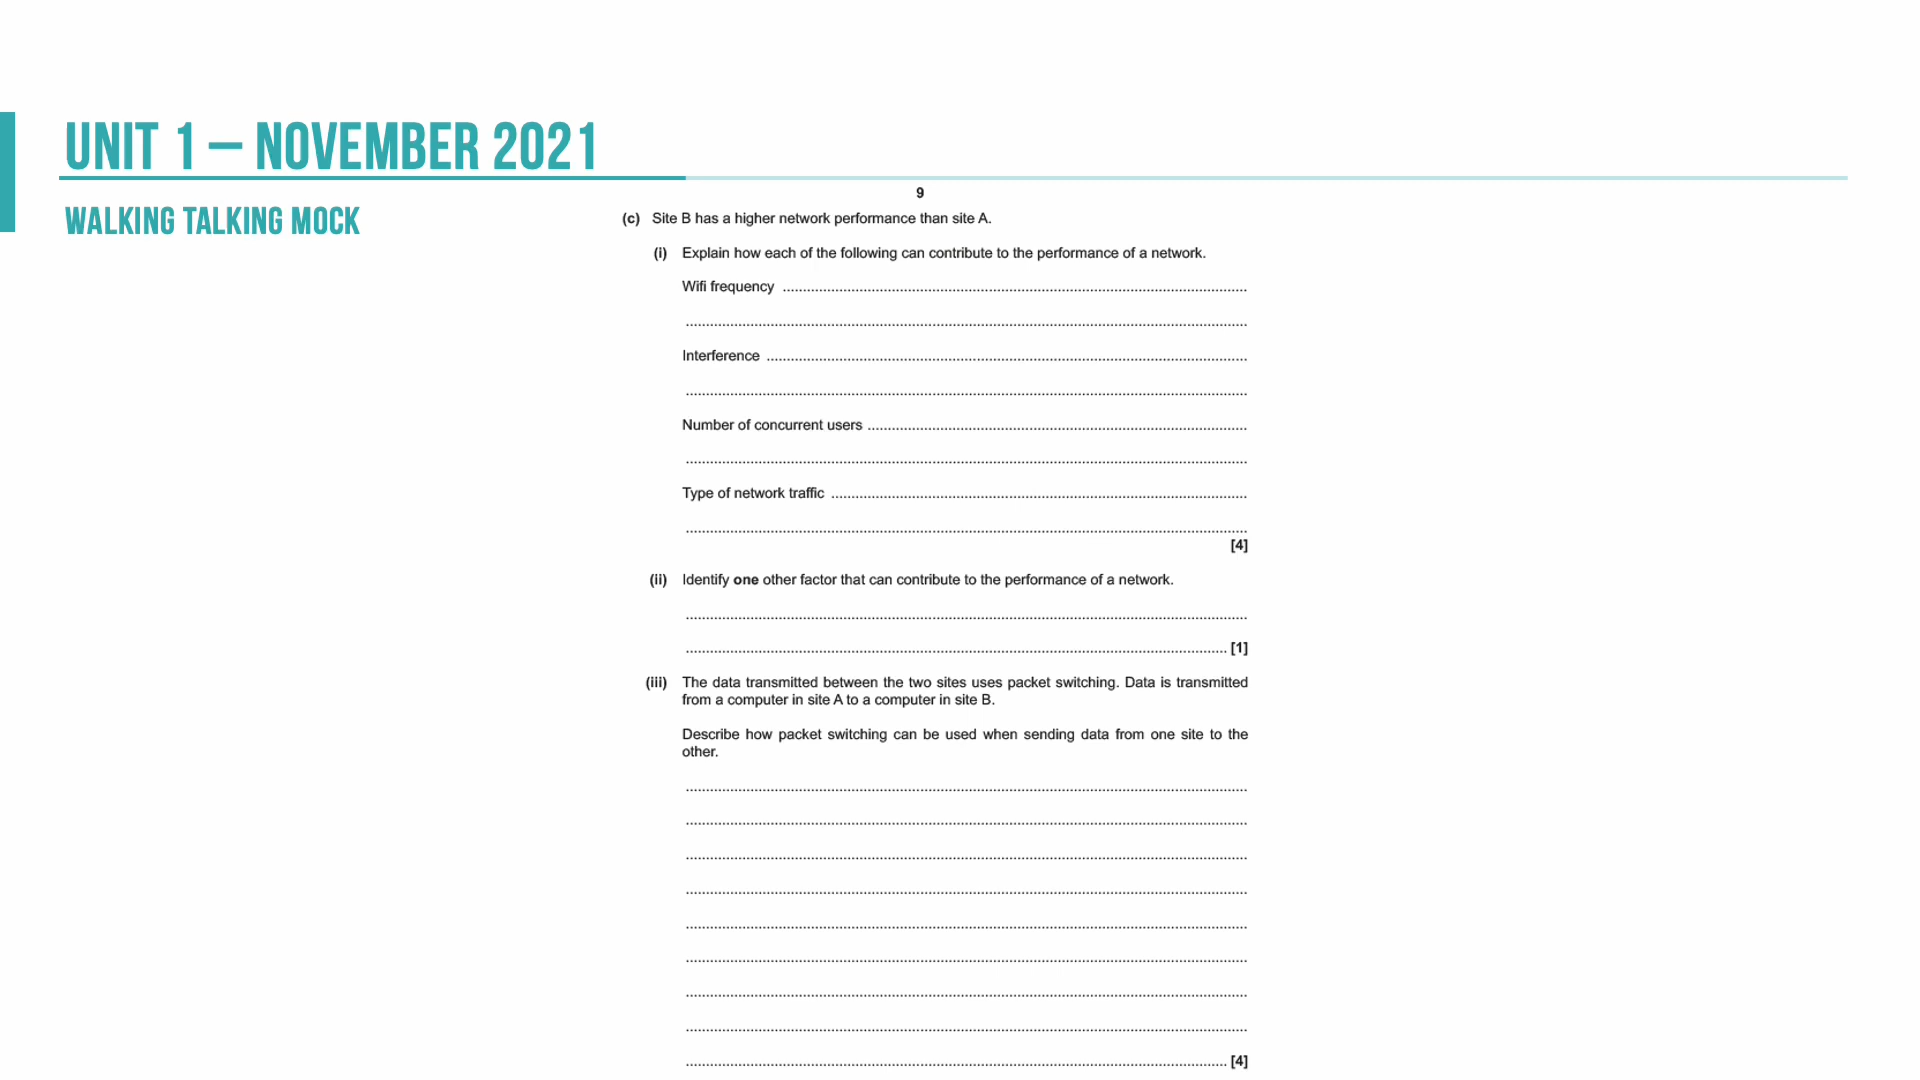 UNIT 1 – NOVEMBER 2021
WALKING TALKING MOCK
9
(c) Site B has a higher network performance than site A.
(i) Explain how each of the following can contribute to the performance of a network.
Wifi frequency ....................................................................................................................
............................................................................................................................................
Interference ........................................................................................................................
............................................................................................................................................
Number of concurrent users ..............................................................................................
............................................................................................................................................
Type of network traffic ........................................................................................................
............................................................................................................................................
[4]
(ii) Identify one other factor that can contribute to the performance of a network.
............................................................................................................................................
....................................................................................................................................... [1]
(iii) The data transmitted between the two sites uses packet switching. Data is transmitted
from a computer in site A to a computer in site B.
Describe how packet switching can be used when sending data from one site to the
other.
............................................................................................................................................
............................................................................................................................................
............................................................................................................................................
............................................................................................................................................
............................................................................................................................................
............................................................................................................................................
............................................................................................................................................
............................................................................................................................................
....................................................................................................................................... [4]